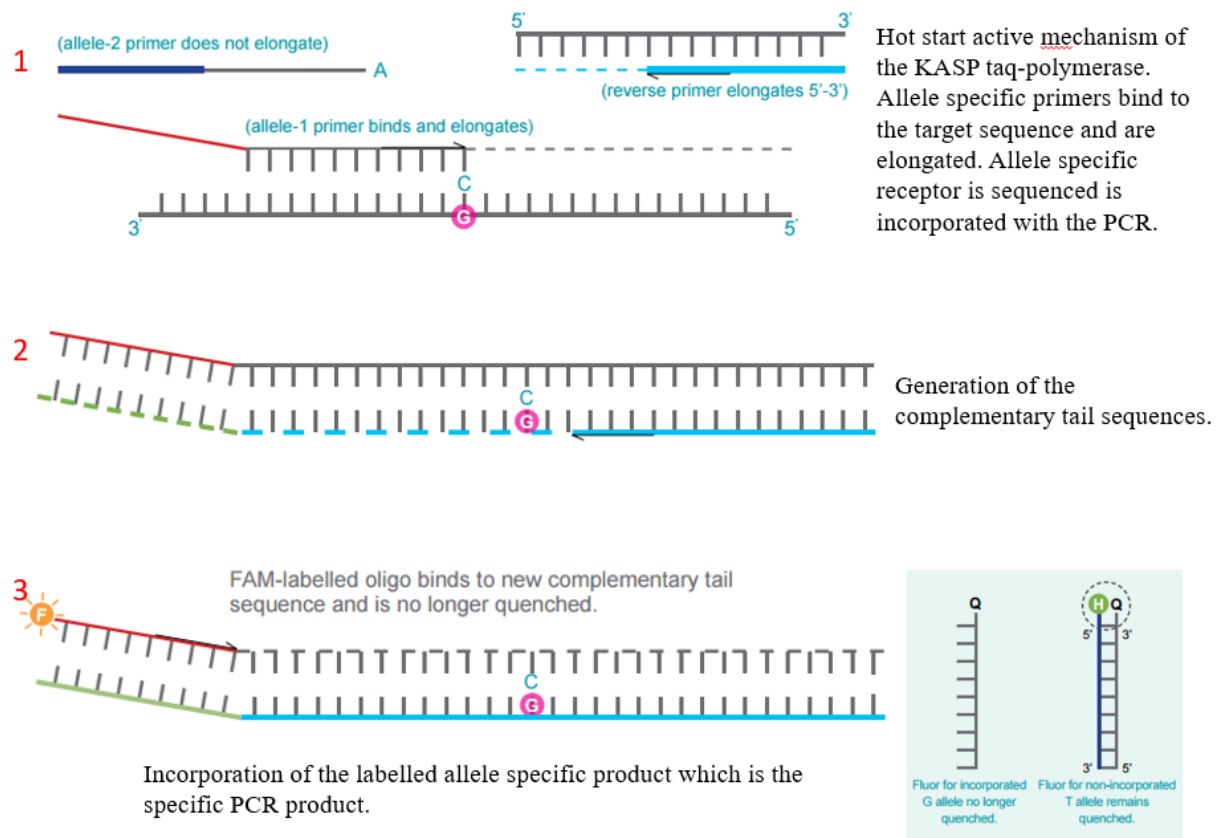 1
(allele-2 primer does not elongate)
A
5'
3'
(reverse primer elongates 5'-3')
(allele-1 primer binds and elongates)
C
G
3'
5'
Hot start active mechanism of
the KASP taq-polymerase.
Allele specific primers bind to
the target sequence and are
elongated. Allele specific
receptor is sequenced is
incorporated with the PCR.
2
C
G
Generation of the
complementary tail sequences.
3
F
FAM-labelled oligo binds to new complementary tail
sequence and is no longer quenched.
C
G
Incorporation of the labelled allele specific product which is the
specific PCR product.
Q
H Q
5' 3'
3' 5'
Fluor for incorporated
G allele no longer
quenched.
Fluor for non-incorporated
T allele remains
quenched.